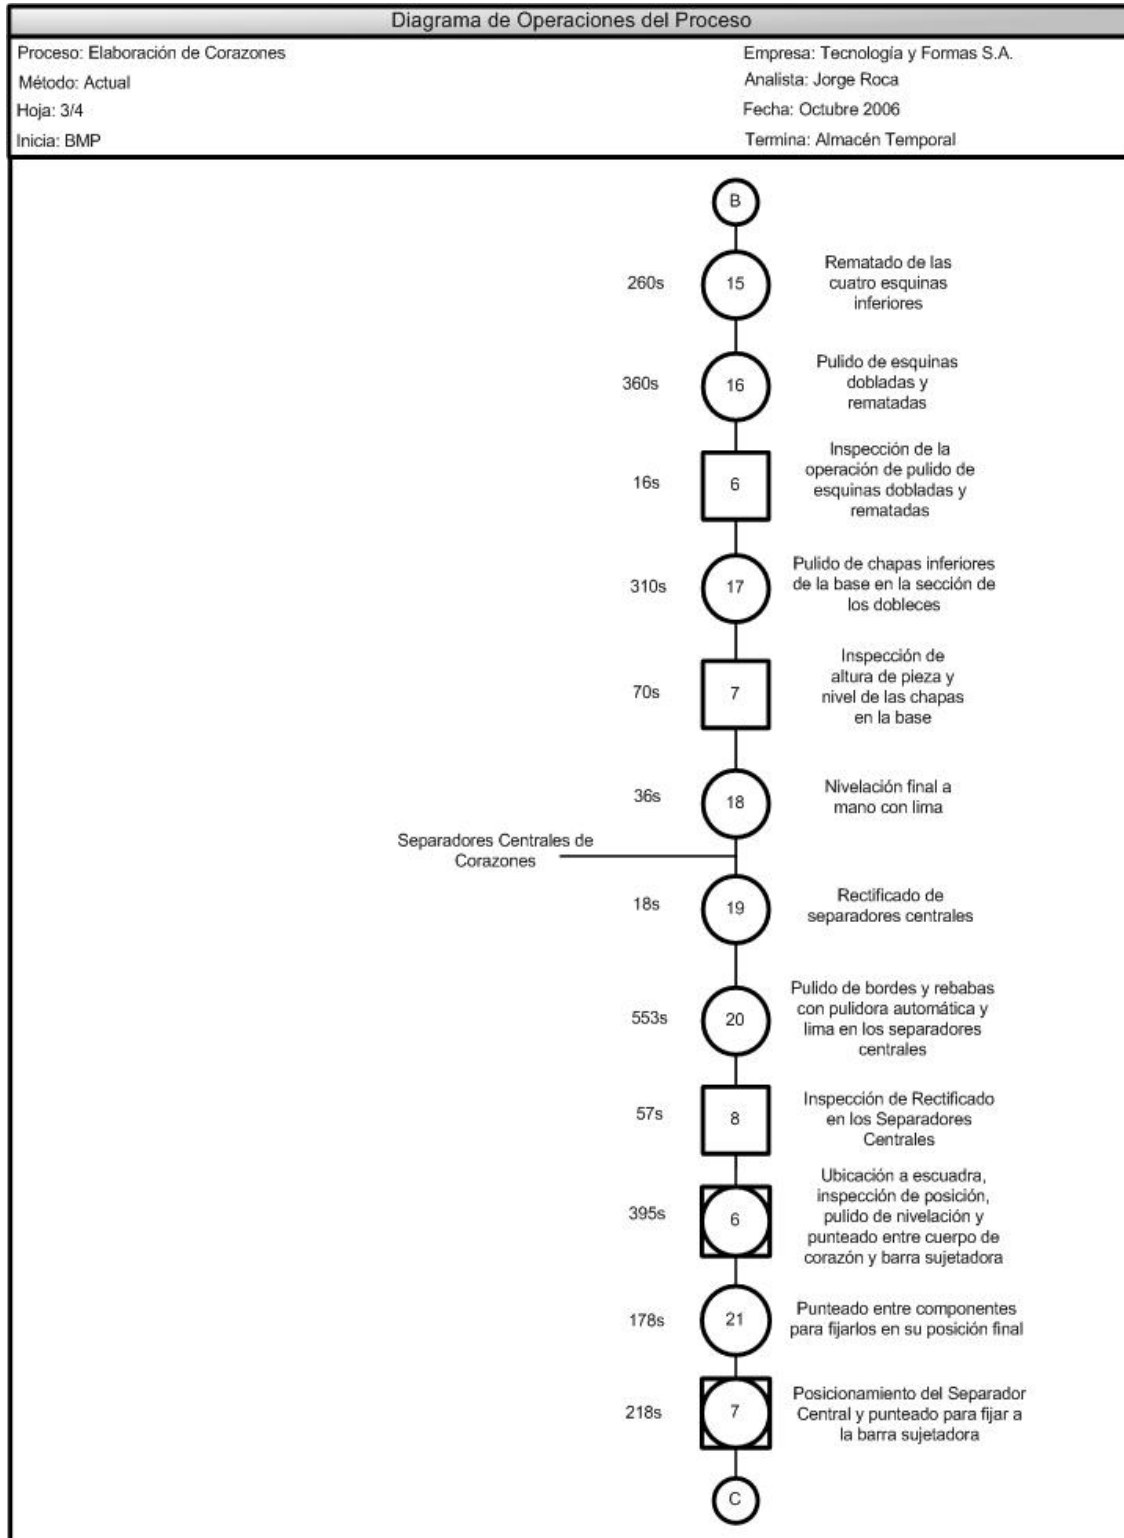 Diagrama de Operaciones del Proceso
Proceso: Elaboración de Corazones
Empresa: Tecnología y Formas S.A.
Método: Actual
Analista: Jorge Roca
Hoja: 3/4
Fecha: Octubre 2006
Inicia: BMP
Termina: Almacén Temporal
B
260s
15
Rematado de las
cuatro esquinas
inferiores
360s
16
Pulido de esquinas
dobladas y
rematadas
16s
6
Inspección de la
operación de pulido de
esquinas dobladas y
rematadas
310s
17
Pulido de chapas inferiores
de la base en la sección de
los dobleces
70s
7
Inspección de
altura de pieza y
nivel de las chapas
en la base
36s
18
Nivelación final a
mano con lima
Separadores Centrales de
Corazones
18s
19
Rectificado de
separadores centrales
553s
20
Pulido de bordes y rebabas
con pulidora automática y
lima en los separadores
centrales
57s
8
Inspección de Rectificado
en los Separadores
Centrales
395s
6
Ubicación a escuadra,
inspección de posición,
pulido de nivelación y
punteado entre cuerpo de
corazón y barra sujetadora
178s
21
Punteado entre componentes
para fijarlos en su posición final
218s
7
Posicionamiento del Separador
Central y punteado para fijar a
la barra sujetadora
C